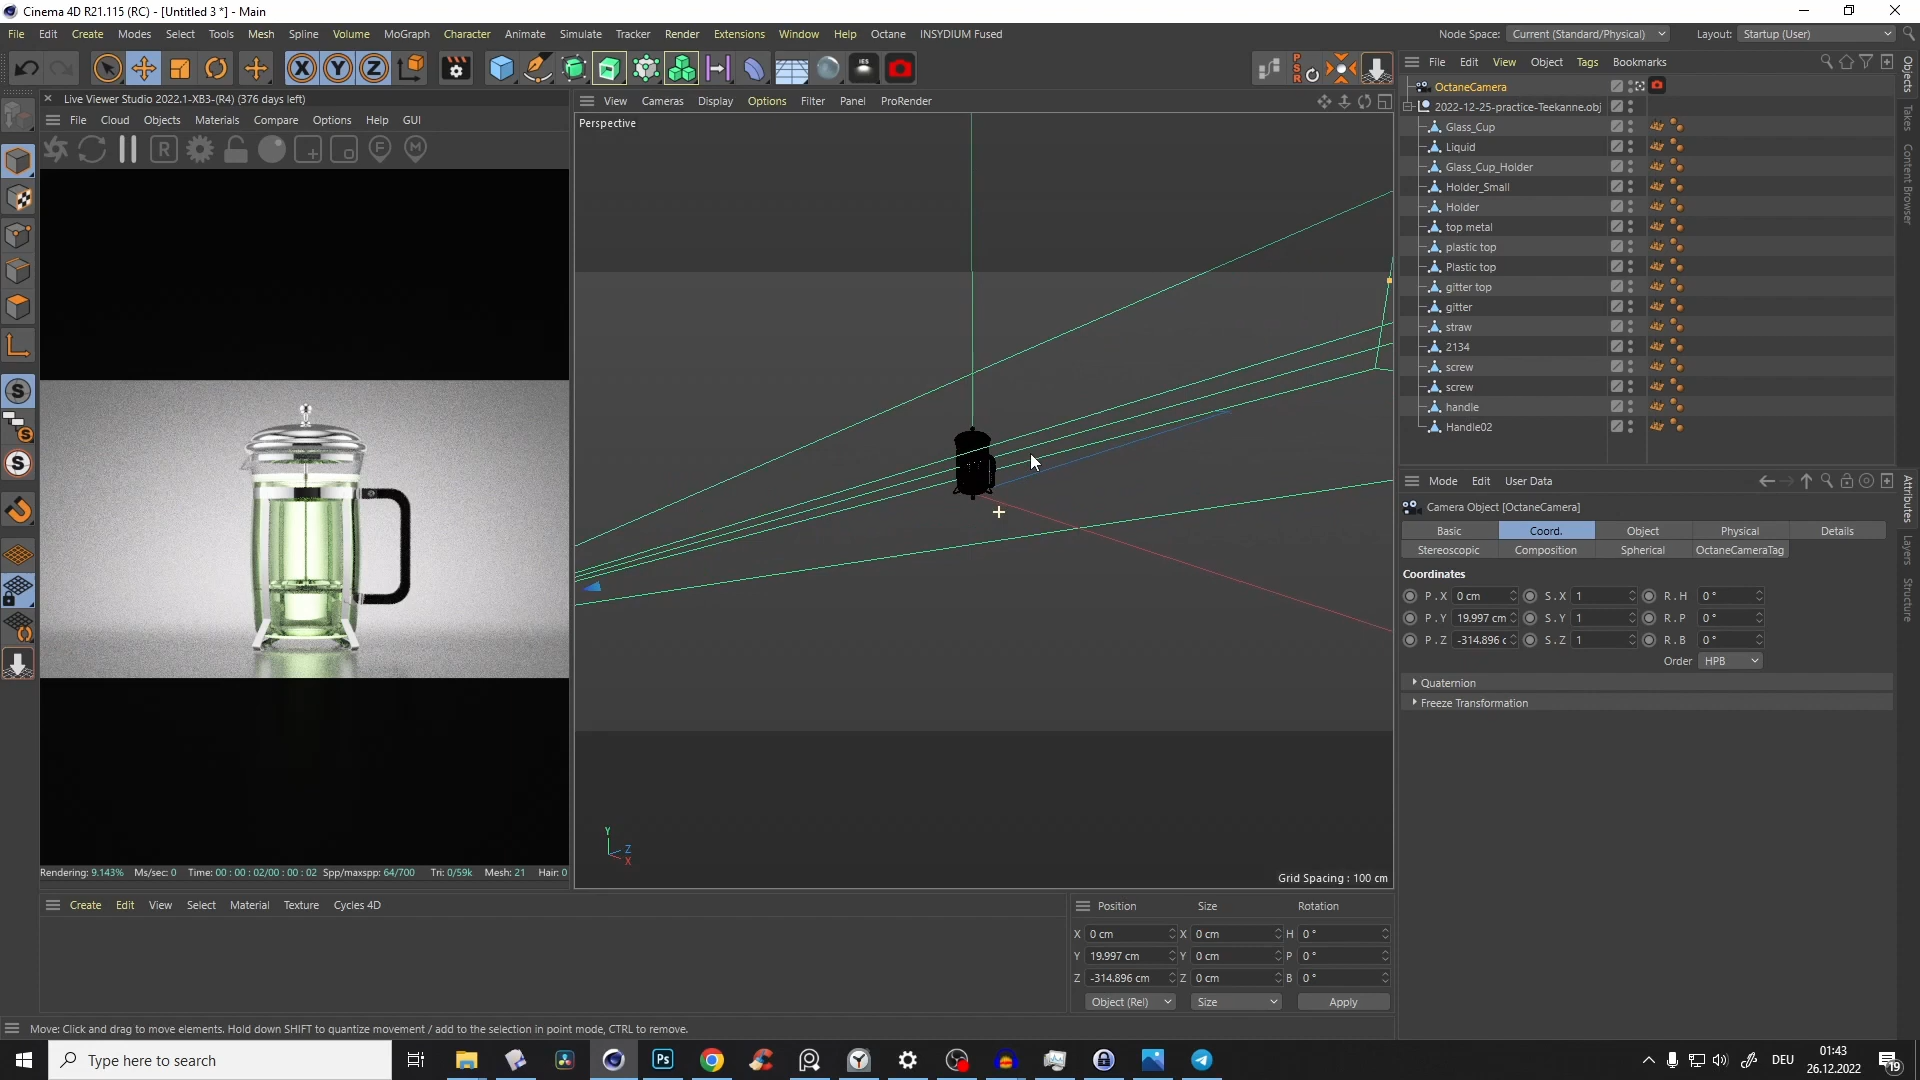 Cinema 4D R21.115 (RC) - [Untitled 3 *] - Main
File Edit Create Modes Select Tools Mesh Spline Volume MoGraph Character Animate Simulate Tracker Render Extensions Window Help Octane INSYDIUM Fused
Node Space: Current (Standard/Physical) Layout: Startup (User)
X Y Z
PSR
File Edit View Object Tags Bookmarks
Live Viewer Studio 2022.1-XB3-(R4) (376 days left)
View Cameras Display Options Filter Panel ProRender
File Cloud Objects Materials Compare Options Help GUI
R F M
Perspective
OctaneCamera
2022-12-25-practice-Teekanne.obj
Glass_Cup
Liquid
Glass_Cup_Holder
Holder_Small
Holder
top metal
plastic top
Plastic top
gitter top
gitter
straw
2134
screw
screw
handle
Handle02
Objects
Takes
Content Browser
Mode Edit User Data
Camera Object [OctaneCamera]
Basic Coord. Object Physical Details
Stereoscopic Composition Spherical OctaneCameraTag
Coordinates
P . X 0 cm S . X 1 R . H 0 °
P . Y 19.997 cm S . Y 1 R . P 0 °
P . Z -314.896 c S . Z 1 R . B 0 °
Order HPB
Quaternion
Freeze Transformation
Attributes
Layers
Structure
Y
Z
X
Grid Spacing : 100 cm
Rendering: 9.143% Ms/sec: 0 Time: 00 : 00 : 02/00 : 00 : 02 Spp/maxspp: 64/700 Tri: 0/59k Mesh: 21 Hair: 0
Create Edit View Select Material Texture Cycles 4D
Position Size Rotation
X 0 cm X 0 cm H 0 °
Y 19.997 cm Y 0 cm P 0 °
Z -314.896 cm Z 0 cm B 0 °
Object (Rel) Size Apply
Move: Click and drag to move elements. Hold down SHIFT to quantize movement / add to the selection in point mode, CTRL to remove.
Type here to search
Ps
DEU
01:43
26.12.2022
19